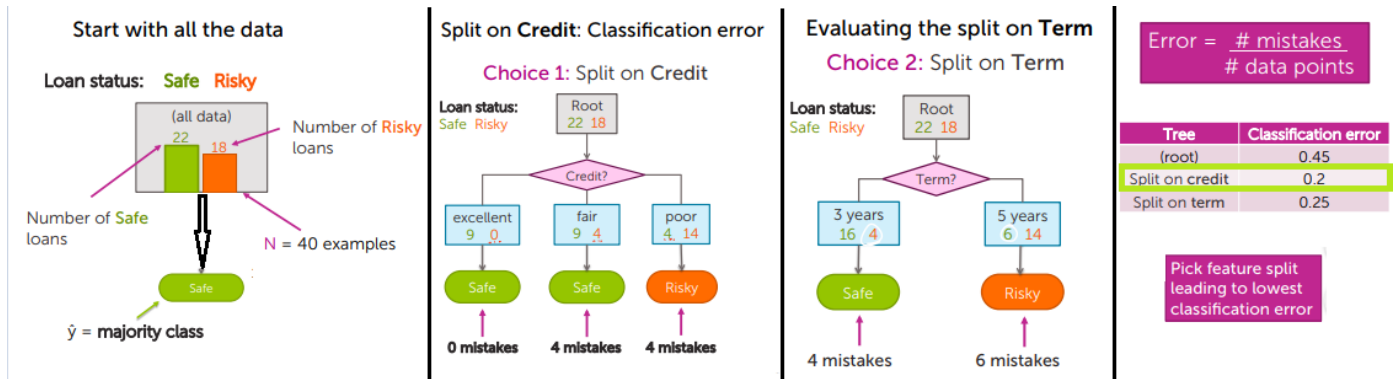 Start with all the data
Loan status: Safe Risky
(all data)
22
18
Number of Risky
loans
Number of Safe
loans
N = 40 examples
Safe
ŷ = majority class
Split on Credit: Classification error
Choice 1: Split on Credit
Loan status:
Safe Risky
Root
22 18
Credit?
excellent
9 0
fair
9 4
poor
4 14
Safe
Safe
Risky
0 mistakes
4 mistakes
4 mistakes
Evaluating the split on Term
Choice 2: Split on Term
Loan status:
Safe Risky
Root
22 18
Term?
3 years
16 4
5 years
6 14
Safe
Risky
4 mistakes
6 mistakes
Error = # mistakes
# data points
Tree Classification error
(root) 0.45
Split on credit 0.2
Split on term 0.25
Pick feature split
leading to lowest
classification error